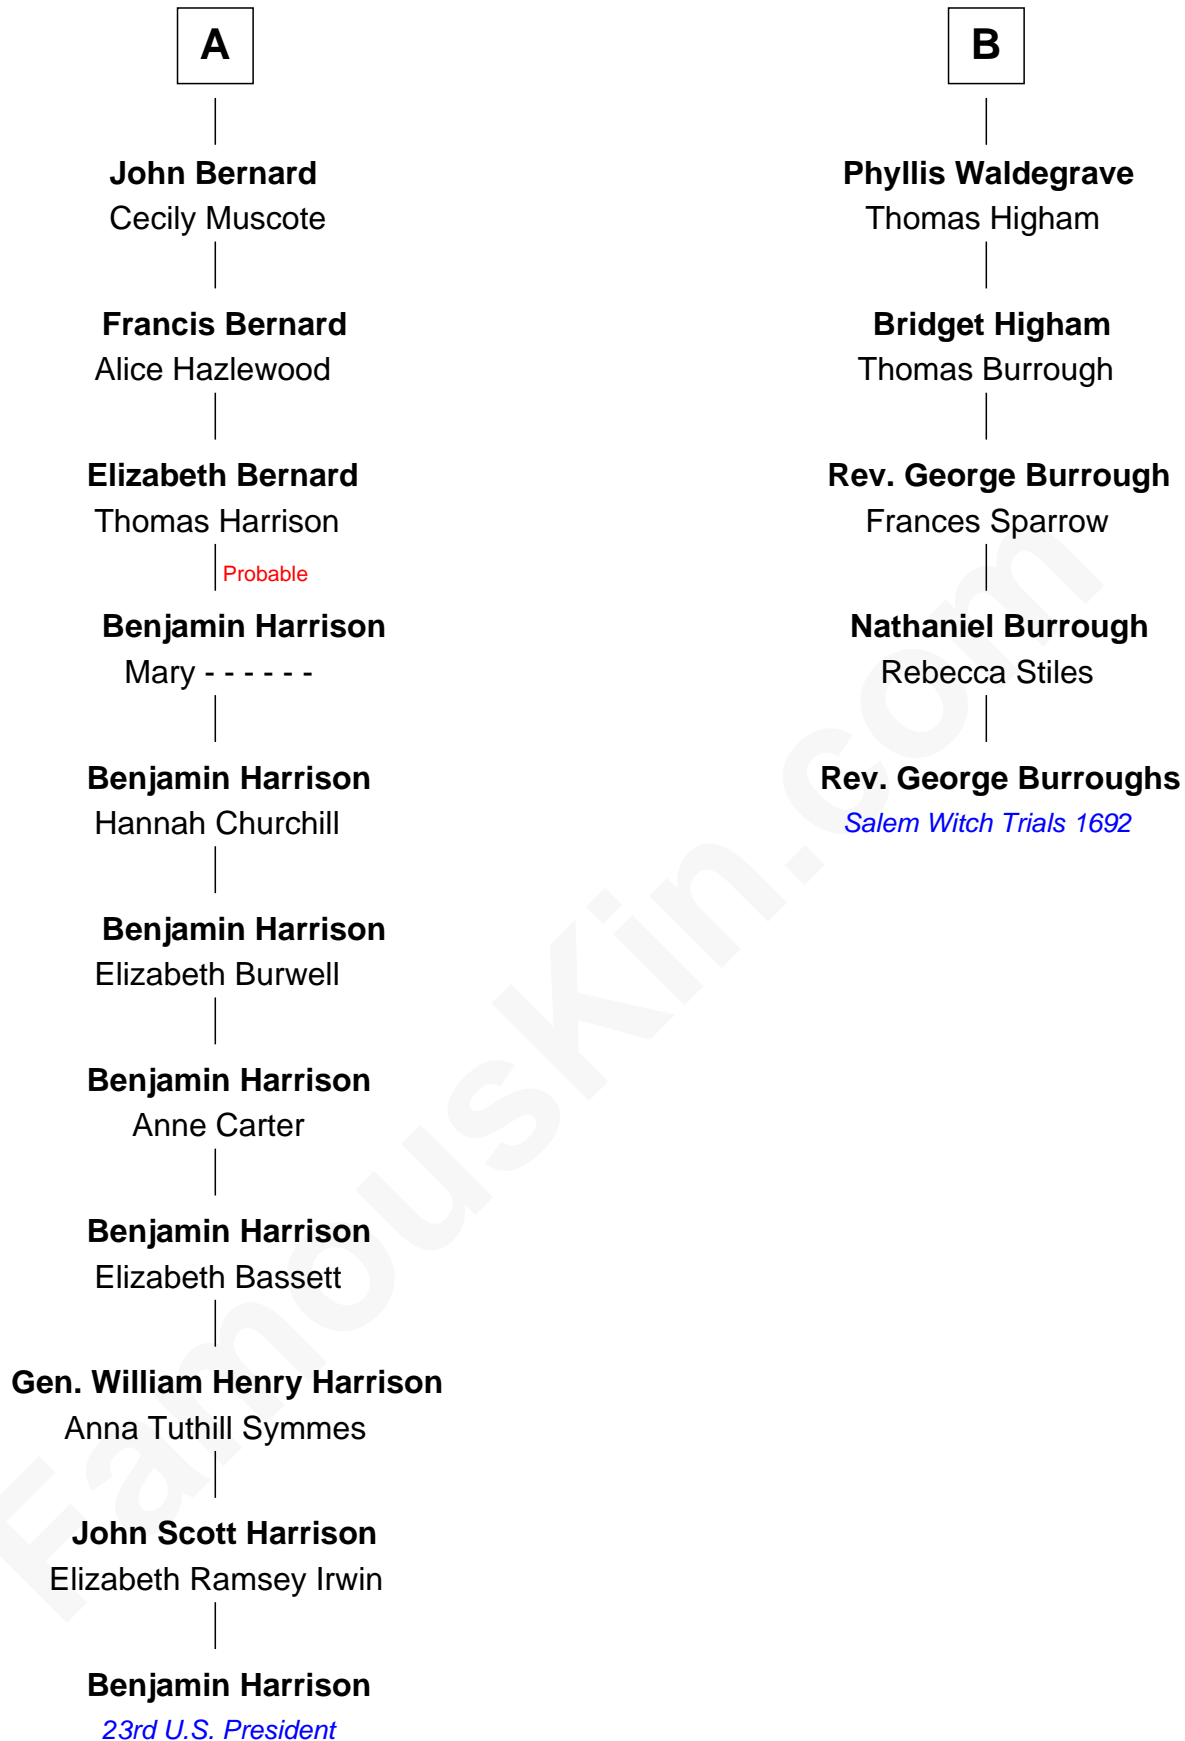 A
John Bernard
Cecily Muscote
Francis Bernard
Alice Hazlewood
Elizabeth Bernard
Thomas Harrison
Probable
Benjamin Harrison
Mary - - - - - -
Benjamin Harrison
Hannah Churchill
Benjamin Harrison
Elizabeth Burwell
Benjamin Harrison
Anne Carter
Benjamin Harrison
Elizabeth Bassett
Gen. William Henry Harrison
Anna Tuthill Symmes
John Scott Harrison
Elizabeth Ramsey Irwin
Benjamin Harrison
23rd U.S. President
B
Phyllis Waldegrave
Thomas Higham
Bridget Higham
Thomas Burrough
Rev. George Burrough
Frances Sparrow
Nathaniel Burrough
Rebecca Stiles
Rev. George Burroughs
Salem Witch Trials 1692
FamousKin.com